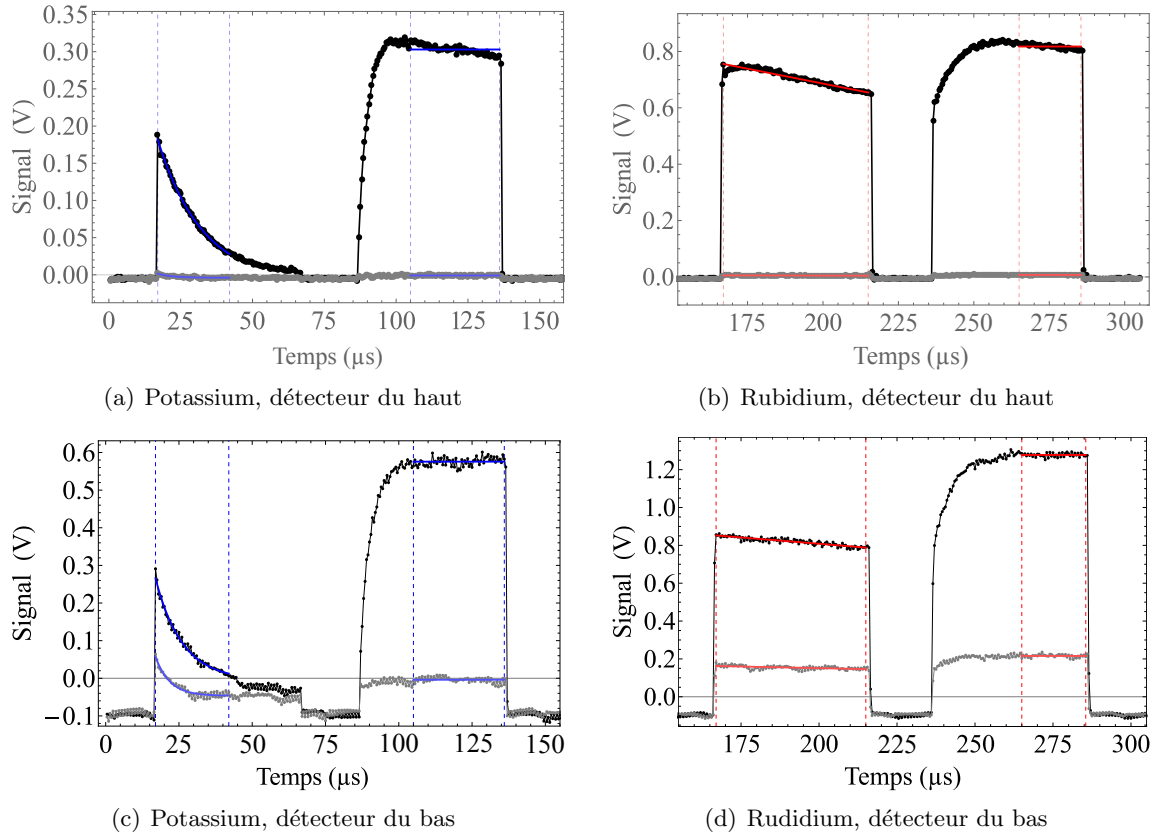 0.35
0.30
0.25
0.20
0.15
0.10
0.05
0.00
Signal (V)
0 25 50 75 100 125 150
Temps (µs)
(a) Potassium, détecteur du haut
0.8
0.6
0.4
0.2
0.0
Signal (V)
175 200 225 250 275 300
Temps (µs)
(b) Rubidium, détecteur du haut
0.6
0.5
0.4
0.3
0.2
0.1
0.0
−0.1
Signal (V)
0 25 50 75 100 125 150
Temps (µs)
(c) Potassium, détecteur du bas
1.2
1.0
0.8
0.6
0.4
0.2
0.0
Signal (V)
175 200 225 250 275 300
Temps (µs)
(d) Rudidium, détecteur du bas